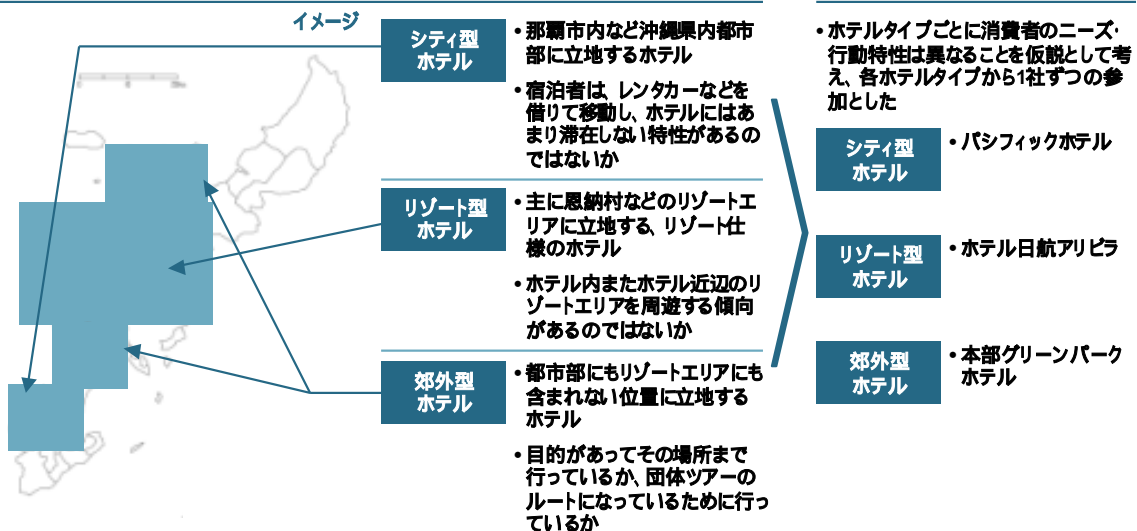 イメージ
シティ型
ホテル
• 那覇市内など沖縄県内都市
部に立地するホテル
• 宿泊者は、レンタカーなどを
借りて移動し、ホテルにはあ
まり滞在しない特性があるの
ではないか
リゾート型
ホテル
• 主に恩納村などのリゾートエ
リアに立地する、リゾート仕
様のホテル
• ホテル内またホテル近辺のリ
ゾートエリアを周遊する傾向
があるのではないか
郊外型
ホテル
• 都市部にもリゾートエリアにも
含まれない位置に立地する
ホテル
• 目的があってその場所まで
行っているか、団体ツアーの
ルートになっているために行っ
ているか
• ホテルタイプごとに消費者のニーズ・
行動特性は異なることを仮説として考
え、各ホテルタイプから1社ずつの参
加とした
シティ型
ホテル
• パシフィックホテル
リゾート型
ホテル
• ホテル日航アリビラ
郊外型
ホテル
• 本部グリーンパーク
ホテル